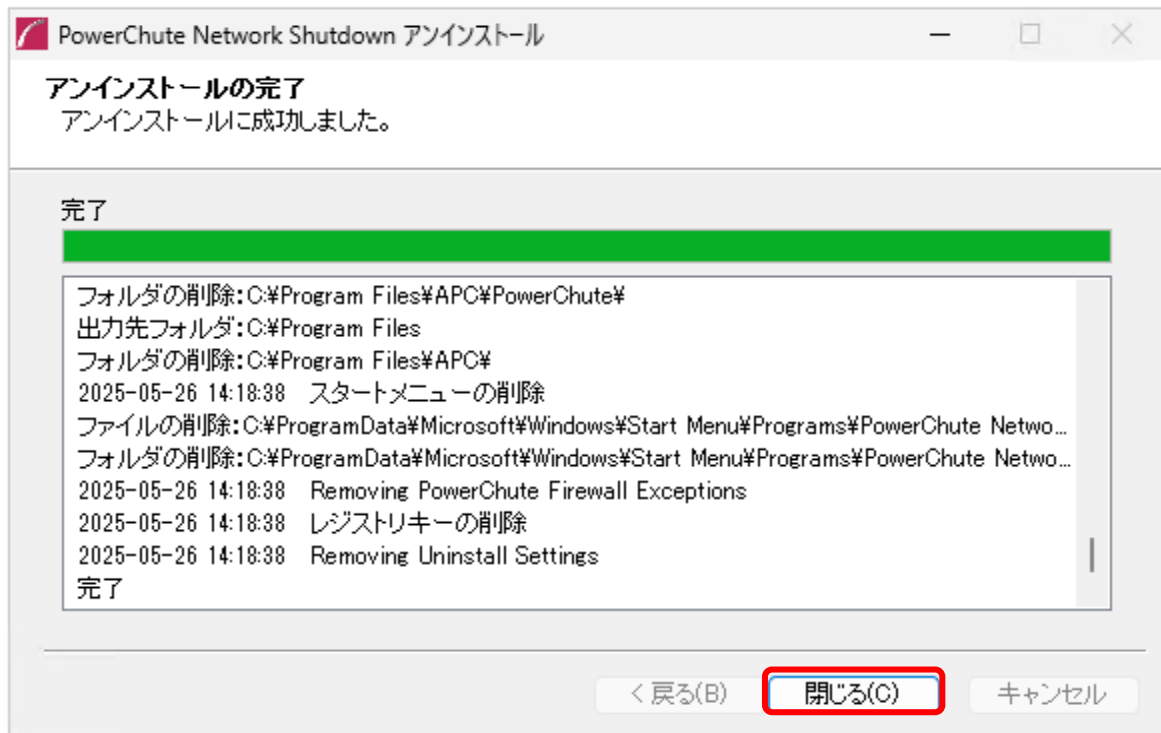 PowerChute Network Shutdown アンインストール
アンインストールの完了
アンインストールに成功しました。
完了
フォルダの削除:C:¥Program Files¥APC¥PowerChute¥
出力先フォルダ:C:¥Program Files
フォルダの削除:C:¥Program Files¥APC¥
2025-05-26 14:18:38 スタートメニューの削除
ファイルの削除:C:¥ProgramData¥Microsoft¥Windows¥Start Menu¥Programs¥PowerChute Netwo...
フォルダの削除:C:¥ProgramData¥Microsoft¥Windows¥Start Menu¥Programs¥PowerChute Netwo...
2025-05-26 14:18:38 Removing PowerChute Firewall Exceptions
2025-05-26 14:18:38 レジストリキーの削除
2025-05-26 14:18:38 Removing Uninstall Settings
完了
< 戻る(B) 閉じる(C) キャンセル